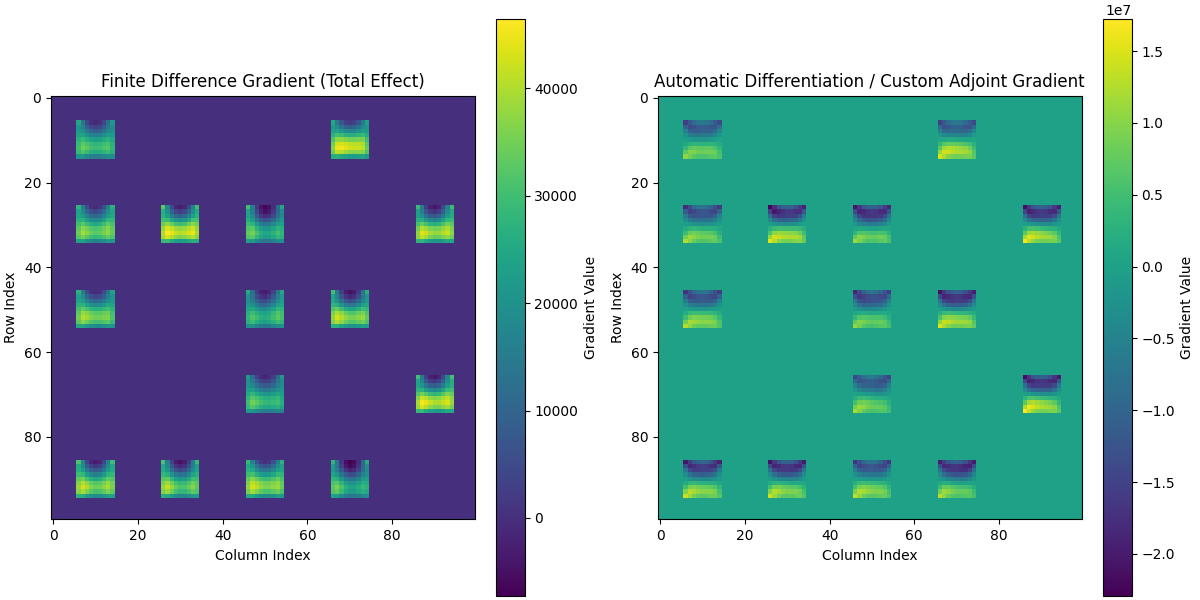 Finite Difference Gradient (Total Effect)
0
20
40
60
80
0 20 40 60 80
Row Index
Column Index
40000
30000
20000
10000
0
Gradient Value
Automatic Differentiation / Custom Adjoint Gradient
0
20
40
60
80
0 20 40 60 80
Row Index
Column Index
1e7
1.5
1.0
0.5
0.0
−0.5
−1.0
−1.5
−2.0
Gradient Value